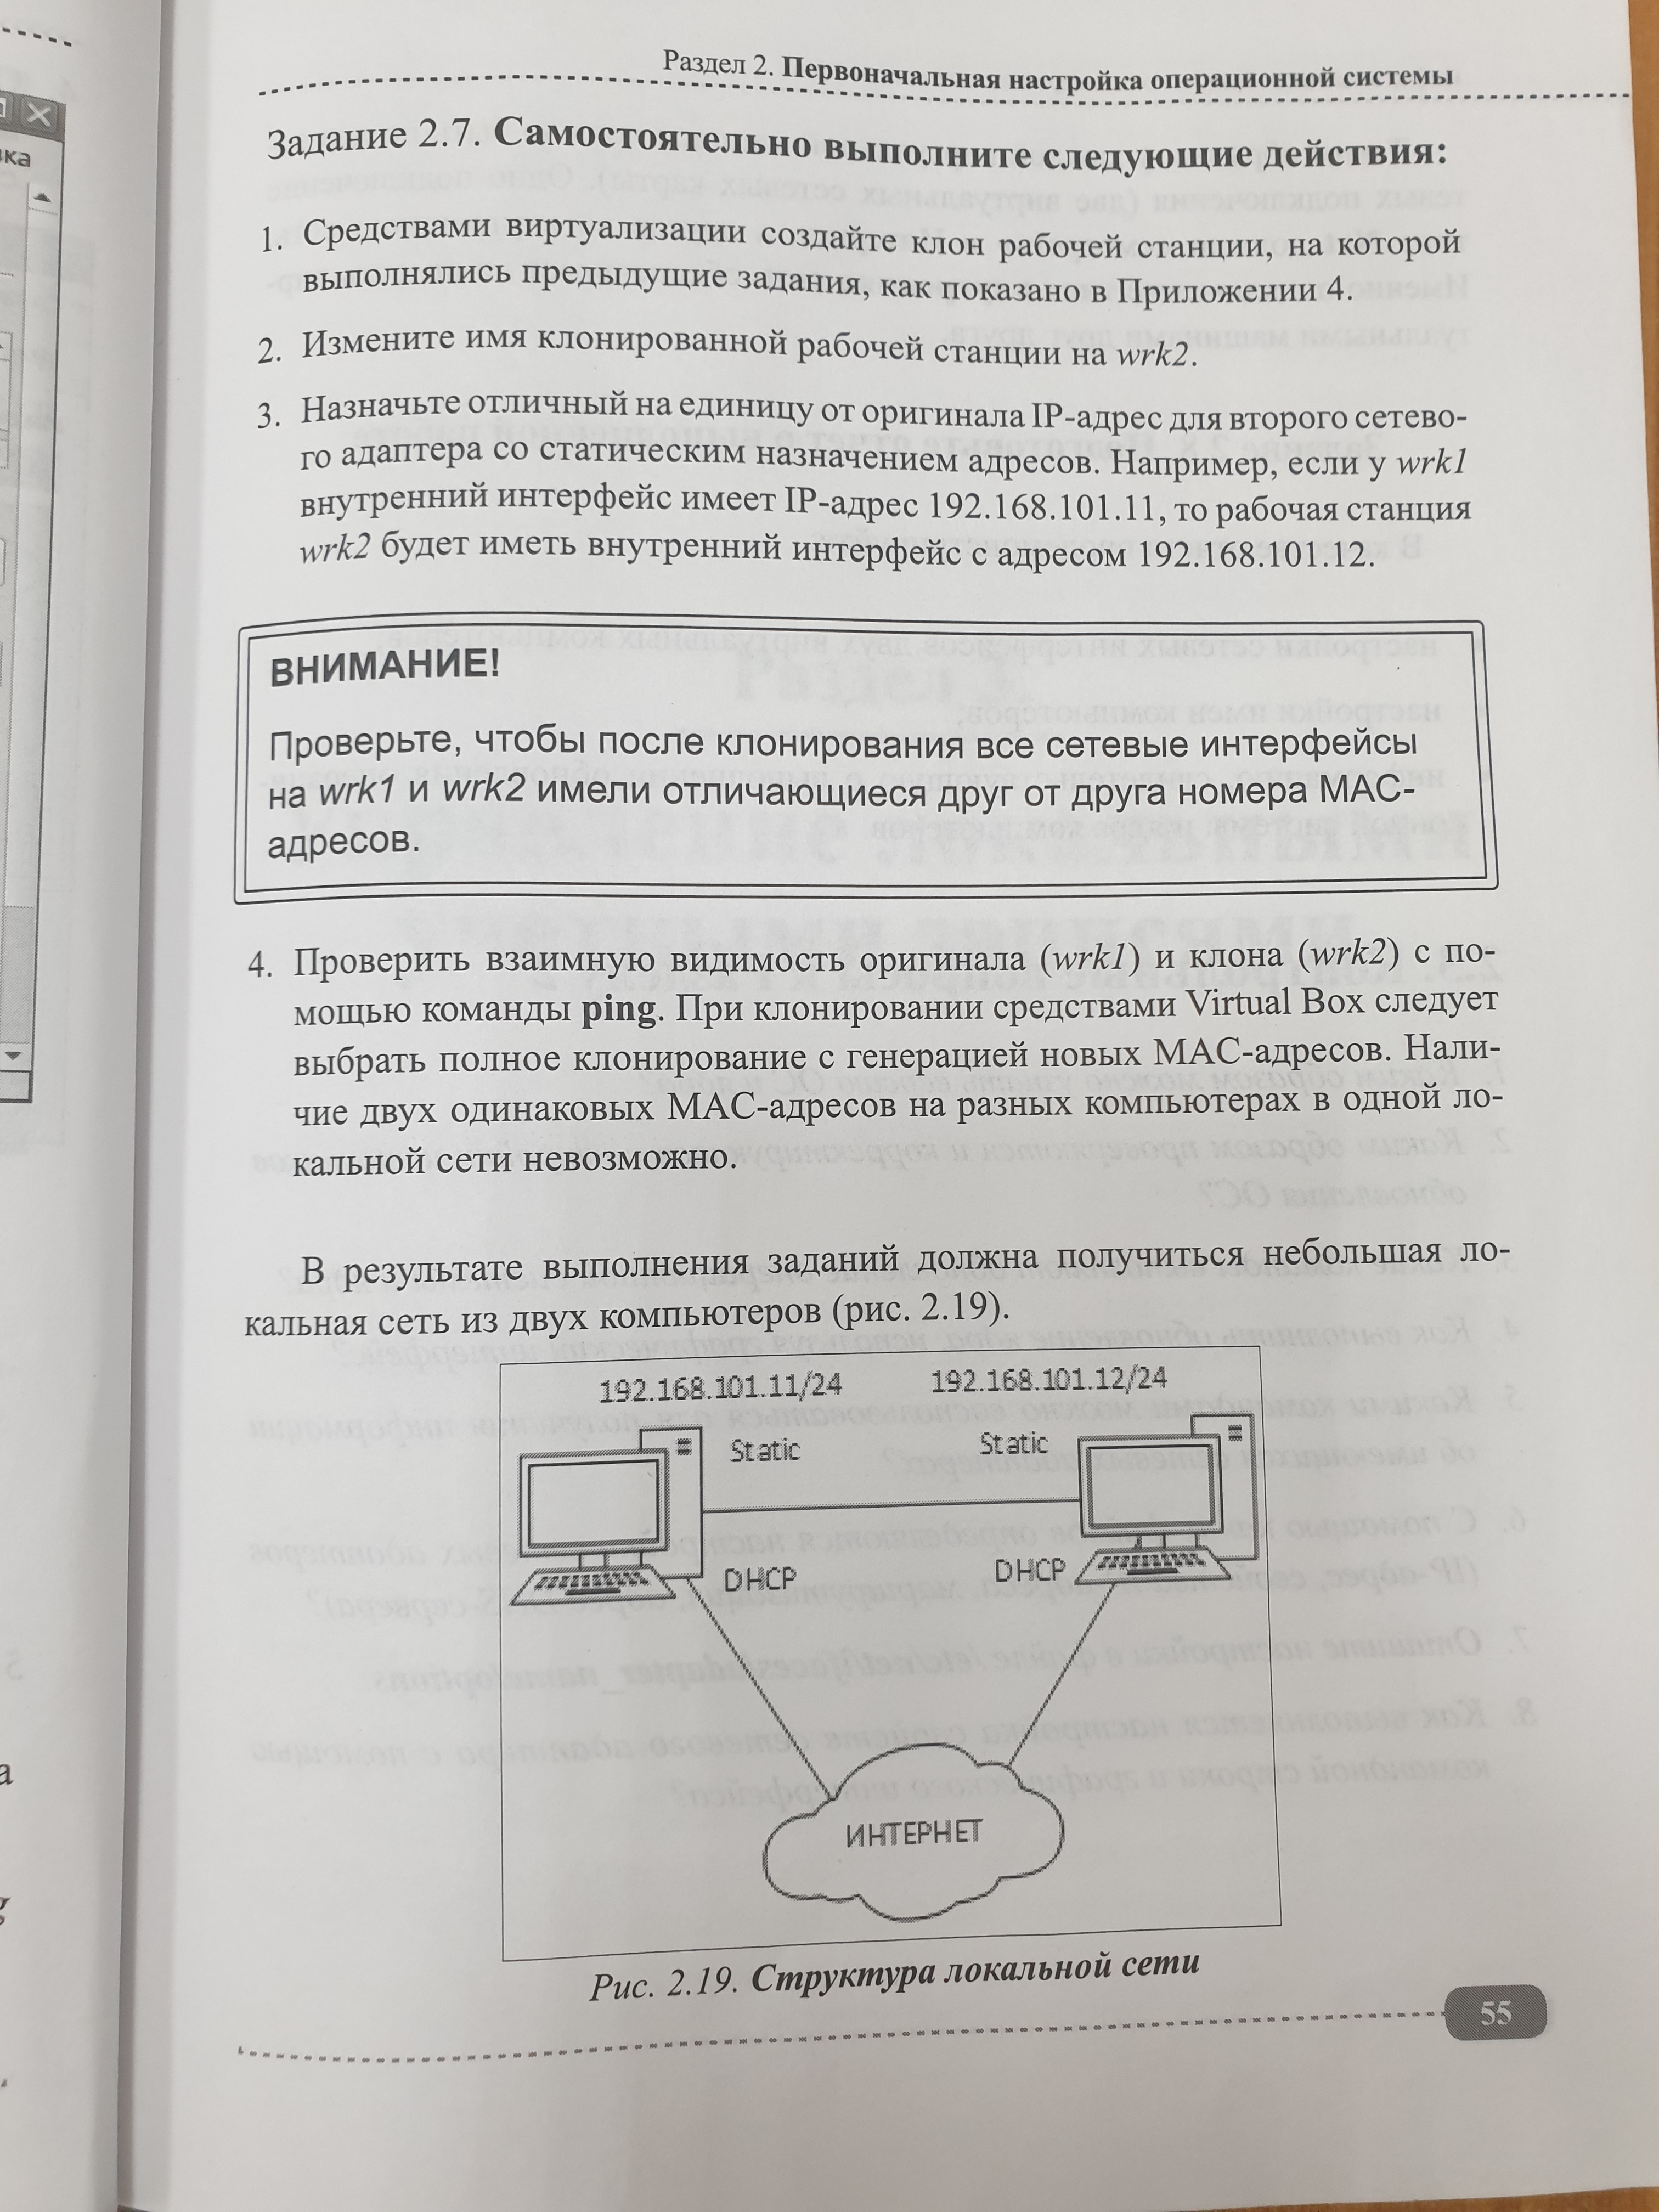 Раздел 2. Первоначальная настройка операционной системы
Задание 2.7. Самостоятельно выполните следующие действия:
1. Средствами виртуализации создайте клон рабочей станции, на которой
выполнялись предыдущие задания, как показано в Приложении 4.
2. Измените имя клонированной рабочей станции на wrk2.
3. Назначьте отличный на единицу от оригинала IP-адрес для второго сетево-
го адаптера со статическим назначением адресов. Например, если у wrk1
внутренний интерфейс имеет IP-адрес 192.168.101.11, то рабочая станция
wrk2 будет иметь внутренний интерфейс с адресом 192.168.101.12.
ВНИМАНИЕ!
Проверьте, чтобы после клонирования все сетевые интерфейсы
на wrk1 и wrk2 имели отличающиеся друг от друга номера MAC-
адресов.
4. Проверить взаимную видимость оригинала (wrk1) и клона (wrk2) с по-
мощью команды ping. При клонировании средствами Virtual Box следует
выбрать полное клонирование с генерацией новых MAC-адресов. Нали-
чие двух одинаковых MAC-адресов на разных компьютерах в одной ло-
кальной сети невозможно.
В результате выполнения заданий должна получиться небольшая ло-
кальная сеть из двух компьютеров (рис. 2.19).
192.168.101.11/24 192.168.101.12/24
Static Static
DHCP DHCP
ИНТЕРНЕТ
Рис. 2.19. Структура локальной сети
55